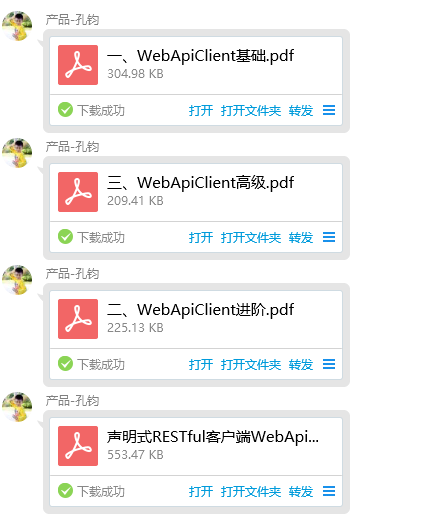 产品-孔钧
一、WebApiClient基础.pdf
304.98 KB
下载成功 打开 打开文件夹 转发
产品-孔钧
三、WebApiClient高级.pdf
209.41 KB
下载成功 打开 打开文件夹 转发
产品-孔钧
二、WebApiClient进阶.pdf
225.13 KB
下载成功 打开 打开文件夹 转发
产品-孔钧
声明式RESTful客户端WebApi...
553.47 KB
下载成功 打开 打开文件夹 转发